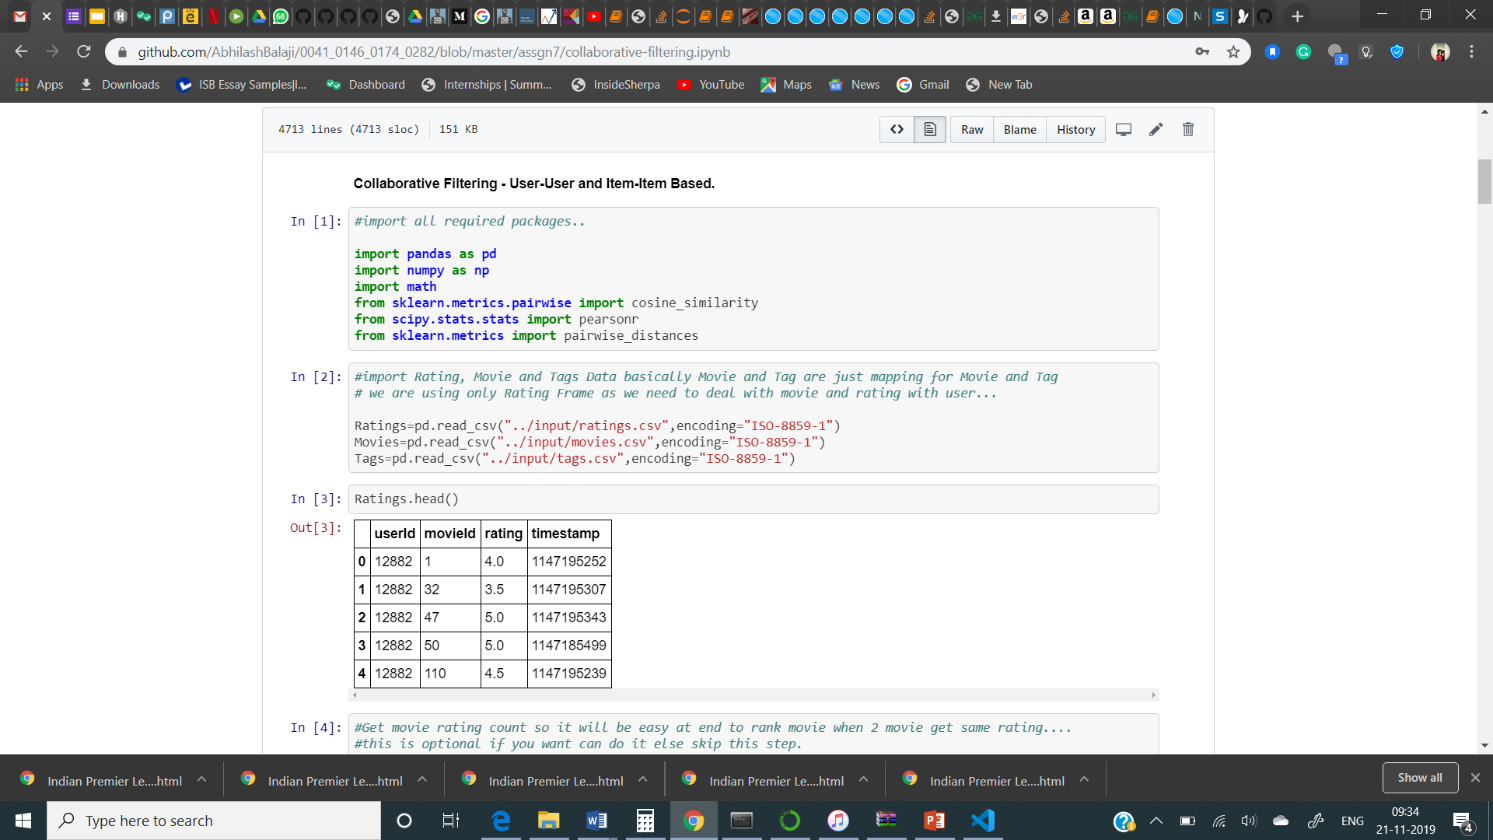 github.com/AbhilashBalaji/0041_0146_0174_0282/blob/master/assgn7/collaborative-filtering.ipynb
Apps Downloads ISB Essay Samples|I... Dashboard Internships | Summ... InsideSherpa YouTube Maps News Gmail New Tab
4713 lines (4713 sloc) 151 KB
<> Raw Blame History
Collaborative Filtering - User-User and Item-Item Based.
In [1]: #import all required packages..
import pandas as pd
import numpy as np
import math
from sklearn.metrics.pairwise import cosine_similarity
from scipy.stats.stats import pearsonr
from sklearn.metrics import pairwise_distances
In [2]: #import Rating, Movie and Tags Data basically Movie and Tag are just mapping for Movie and Tag
# we are using only Rating Frame as we need to deal with movie and rating with user...
Ratings=pd.read_csv("../input/ratings.csv",encoding="ISO-8859-1")
Movies=pd.read_csv("../input/movies.csv",encoding="ISO-8859-1")
Tags=pd.read_csv("../input/tags.csv",encoding="ISO-8859-1")
In [3]: Ratings.head()
Out[3]:
userId movieId rating timestamp
0 12882 1 4.0 1147195252
1 12882 32 3.5 1147195307
2 12882 47 5.0 1147195343
3 12882 50 5.0 1147185499
4 12882 110 4.5 1147195239
In [4]: #Get movie rating count so it will be easy at end to rank movie when 2 movie get same rating....
#this is optional if you want can do it else skip this step.
Indian Premier Le....html Indian Premier Le....html Indian Premier Le....html Indian Premier Le....html Indian Premier Le....html Show all
Type here to search
ENG
09:34
21-11-2019
4